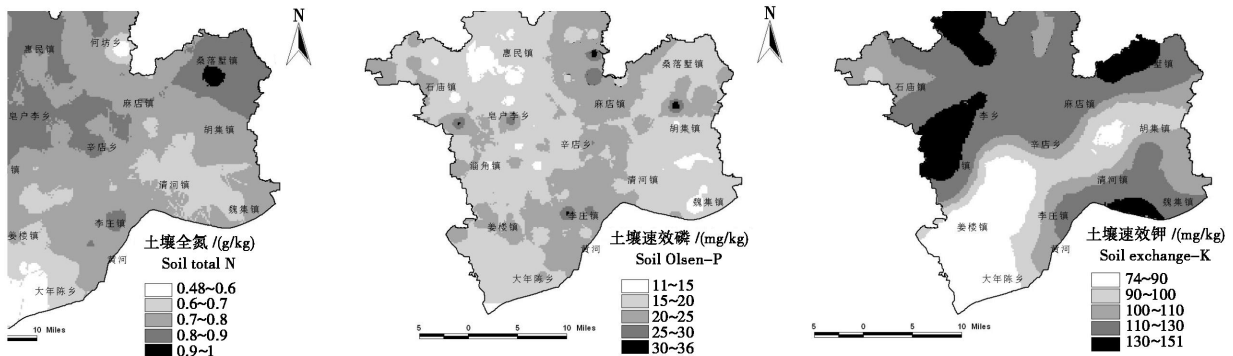 N
惠民镇
何坊乡
桑落墅镇
麻店镇
皂户李乡
胡集镇
辛店乡
镇
清河镇
魏集镇
李庄镇
姜楼镇
黄河
大年陈乡
土壤全氮 /(g/kg)
Soil total N
0.48~0.6
0.6~0.7
0.7~0.8
0.8~0.9
0.9~1
10 Miles
N
惠民镇
桑落墅镇
石庙镇
麻店镇
皂户李乡
胡集镇
辛店乡
淄角镇
清河镇
魏集镇
李庄镇
姜楼镇
黄河
大年陈乡
土壤速效磷 /(mg/kg)
Soil Olsen-P
11~15
15~20
20~25
25~30
30~36
5 0 5 10 Miles
墅镇
石庙镇
麻店镇
李乡
胡集镇
辛店乡
镇
清河镇
魏集镇
李庄镇
姜楼镇
黄河
大年陈乡
土壤速效钾 /(mg/kg)
Soil exchange-K
74~90
90~100
100~110
110~130
130~151
5 0 5 10 Miles